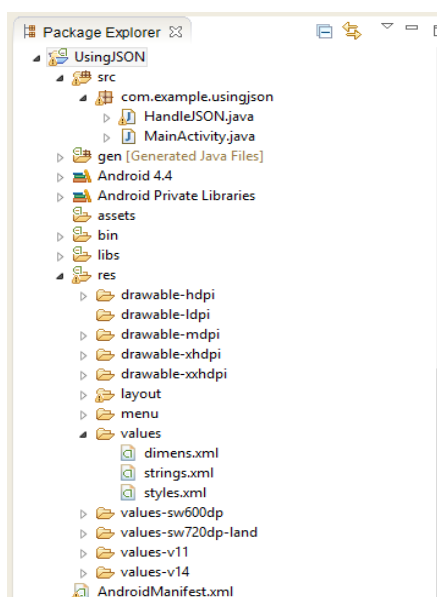 Package Explorer
UsingJSON
src
com.example.usingjson
HandleJSON.java
MainActivity.java
gen [Generated Java Files]
Android 4.4
Android Private Libraries
assets
bin
libs
res
drawable-hdpi
drawable-ldpi
drawable-mdpi
drawable-xhdpi
drawable-xxhdpi
layout
menu
values
dimens.xml
strings.xml
styles.xml
values-sw600dp
values-sw720dp-land
values-v11
values-v14
AndroidManifest.xml